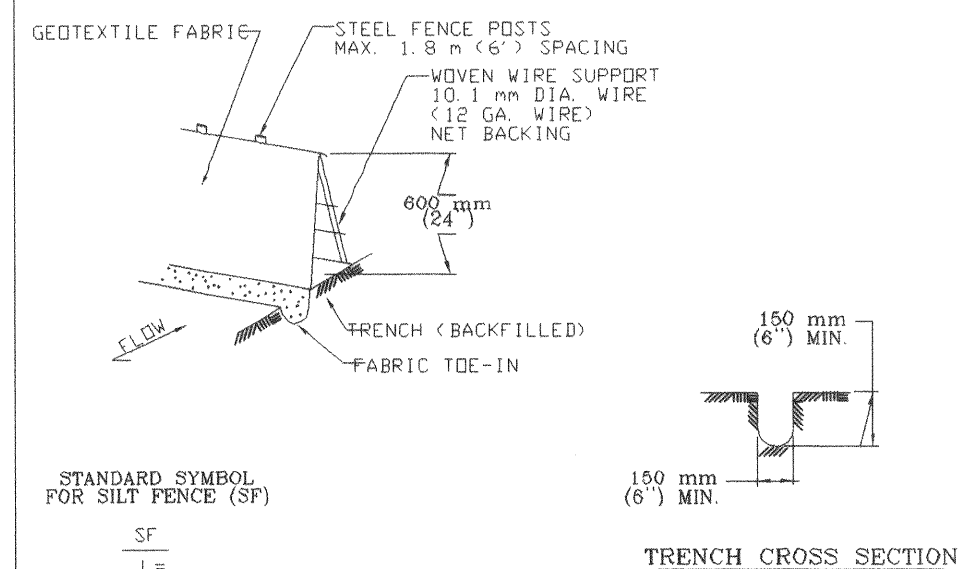 GEOTEXTILE FABRIC
STEEL FENCE POSTS
MAX. 1.8 m (6') SPACING
WOVEN WIRE SUPPORT
10.1 mm DIA. WIRE
(12 GA. WIRE)
NET BACKING
600 mm
(24")
FLOW
TRENCH (BACKFILLED)
FABRIC TOE-IN
150 mm
(6") MIN.
150 mm
(6") MIN.
STANDARD SYMBOL
FOR SILT FENCE (SF)
SF
TRENCH CROSS SECTION